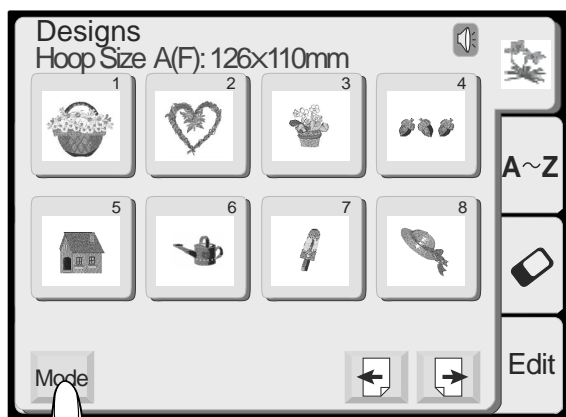 Designs
Hoop Size A(F): 126×110mm
1 2 3 4
A~Z
5 6 7 8
Mode
Edit